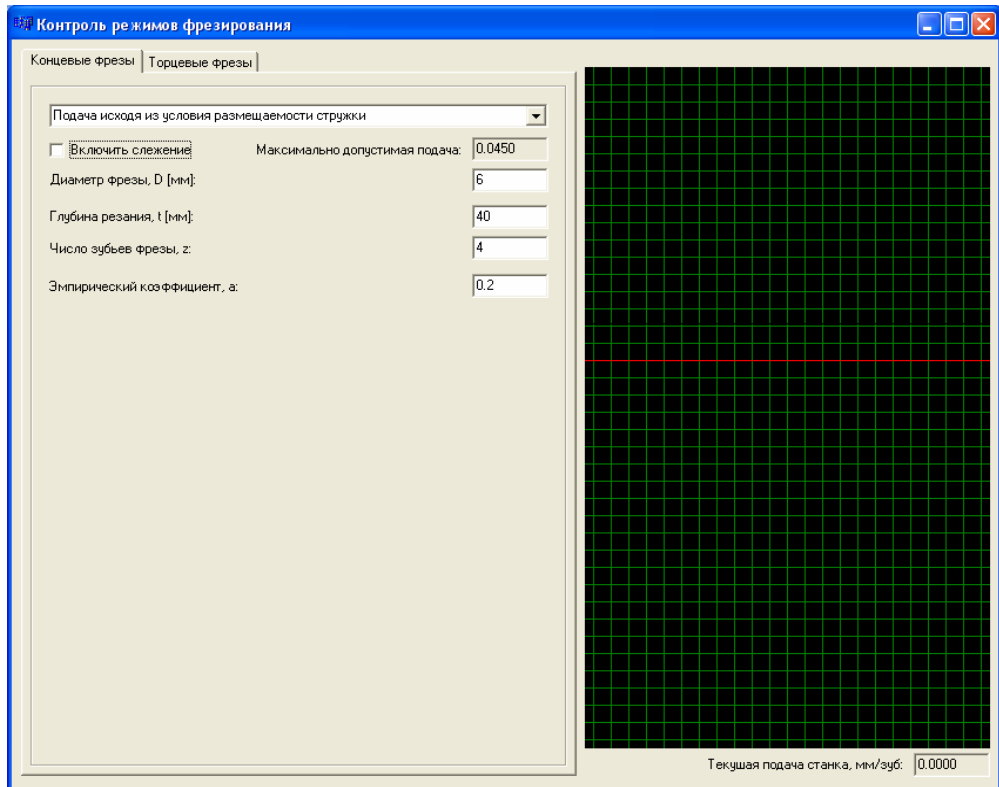 Контроль режимов фрезирования
Концевые фрезы
Торцевые фрезы
Подача исходя из условия размещаемости стружки
Включить слежение
Максимально допустимая подача: 0.0450
Диаметр фрезы, D [мм]: 6
Глубина резания, t [мм]: 40
Число зубьев фрезы, z: 4
Эмпирический коэффициент, a: 0.2
Текущая подача станка, мм/зуб: 0.0000